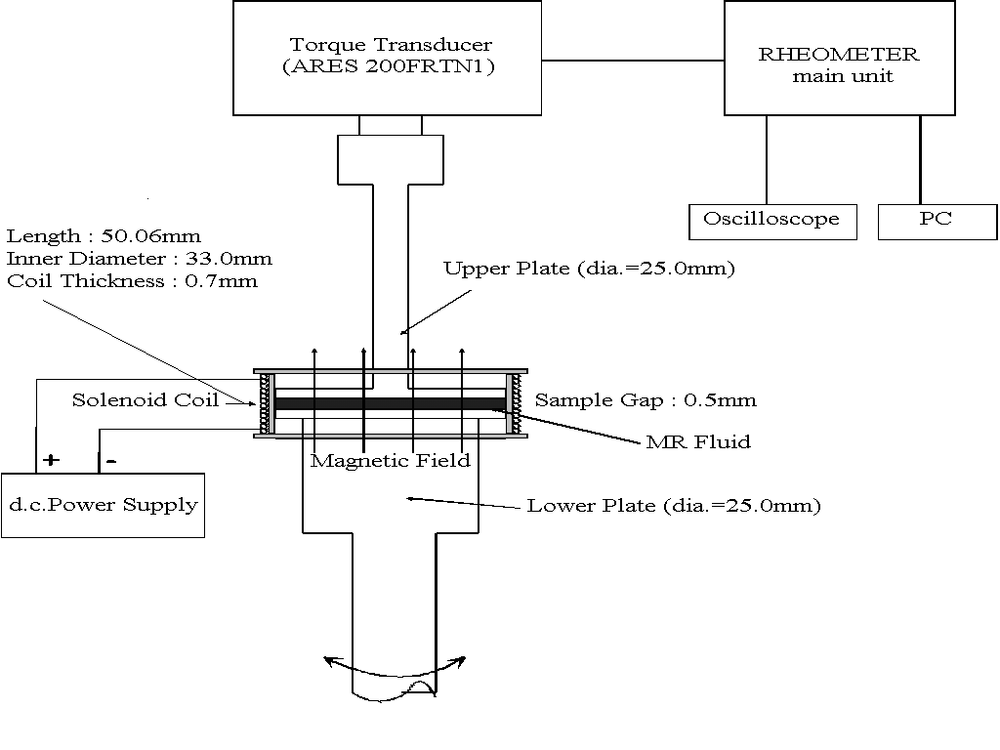 Torque Transducer
(ARES 200FRTN1)
RHEOMETER
main unit
Oscilloscope
PC
Length : 50.06mm
Inner Diameter : 33.0mm
Coil Thickness : 0.7mm
Upper Plate (dia.=25.0mm)
Solenoid Coil
Sample Gap : 0.5mm
MR Fluid
Magnetic Field
+ -
d.c.Power Supply
Lower Plate (dia.=25.0mm)